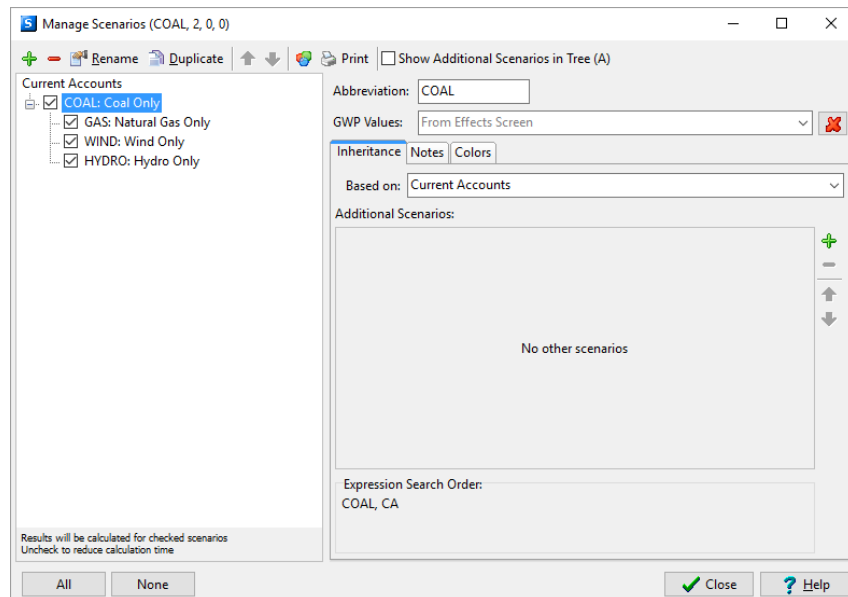 S Manage Scenarios (COAL, 2, 0, 0)
Rename Duplicate Print Show Additional Scenarios in Tree (A)
Current Accounts
COAL: Coal Only
GAS: Natural Gas Only
WIND: Wind Only
HYDRO: Hydro Only
Results will be calculated for checked scenarios
Uncheck to reduce calculation time
Abbreviation: COAL
GWP Values: From Effects Screen
Inheritance Notes Colors
Based on: Current Accounts
Additional Scenarios:
No other scenarios
Expression Search Order:
COAL, CA
All None Close ? Help